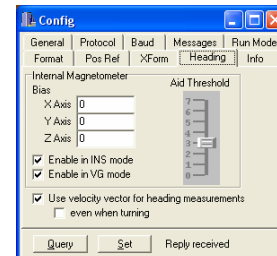 Config
General Protocol Baud Messages Run Mode
Format Pos Ref XForm Heading Info
Internal Magnetometer
Bias
Aid Threshold
X Axis 0
Y Axis 0
Z Axis 0
7
6
5
4
3
2
1
0
Enable in INS mode
Enable in VG mode
Use velocity vector for heading measurements
even when turning
Query Set Reply received